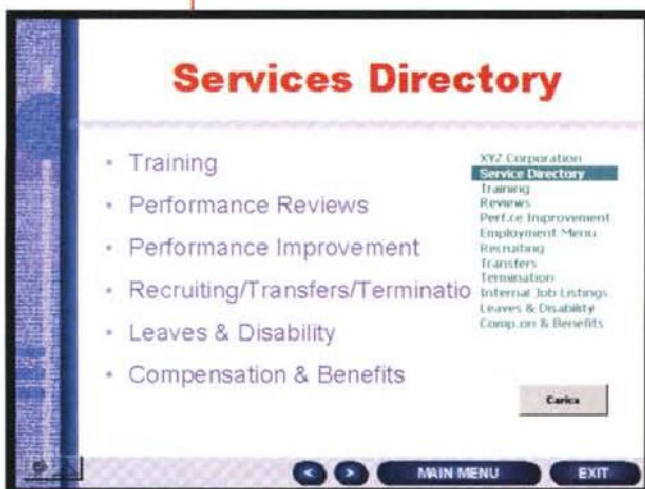 Services Directory
• Training
• Performance Reviews
• Performance Improvement
• Recruiting/Transfers/Terminatio
• Leaves & Disability
• Compensation & Benefits
XYZ Corporation
Service Directory
Training
Reviews
Perf.ce Improvement
Employment Menu
Recruiting
Transfers
Termination
Internal Job Listings
Leaves & Disability
Comp.on & Benefits
Carica
< > MAIN MENU EXIT